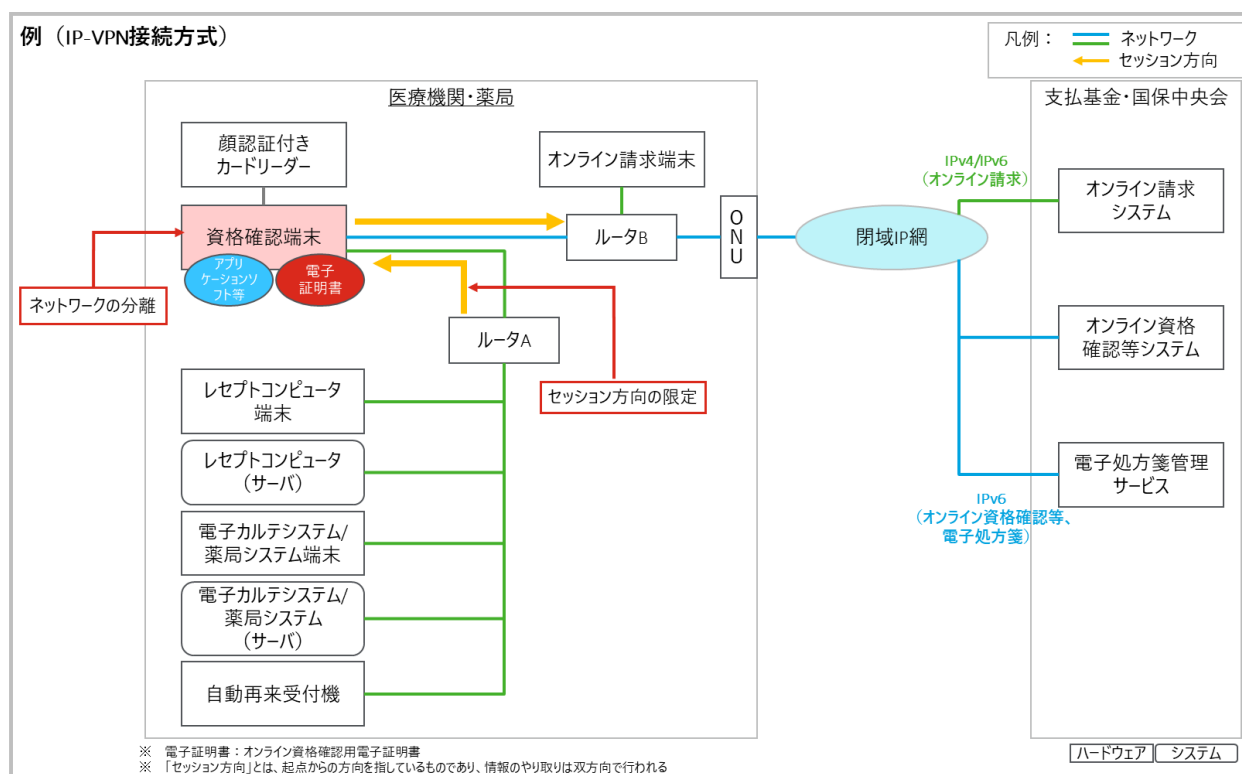 例（IP-VPN接続方式）
凡例：
ネットワーク
セッション方向
医療機関・薬局
支払基金・国保中央会
顔認証付き
カードリーダー
オンライン請求端末
IPv4/IPv6
（オンライン請求）
オンライン請求
システム
資格確認端末
ルータB
O
N
U
閉域IP網
アプリ
ケーションソ
フト等
電子
証明書
ネットワークの分離
ルータA
オンライン資格
確認等システム
セッション方向の限定
レセプトコンピュータ
端末
レセプトコンピュータ
（サーバ）
電子処方箋管理
サービス
IPv6
（オンライン資格確認等、
電子処方箋）
電子カルテシステム/
薬局システム端末
電子カルテシステム/
薬局システム
（サーバ）
自動再来受付機
※　電子証明書：オンライン資格確認用電子証明書
※　「セッション方向」とは、起点からの方向を指しているものであり、情報のやり取りは双方向で行われる
ハードウェア
システム